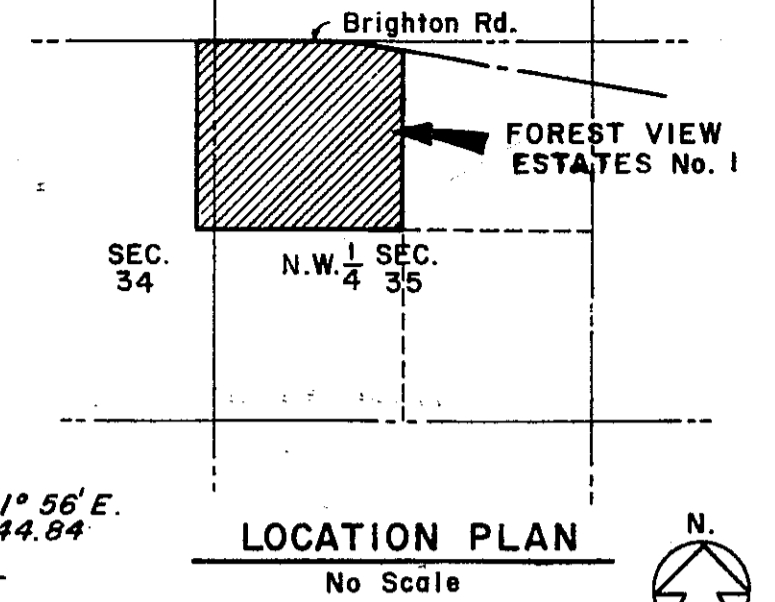 Brighton Rd.
FOREST VIEW
ESTATES No. 1
SEC.
34
N.W. 1/4 SEC.
35
1° 56' E.
44.84
LOCATION PLAN
No Scale
N.